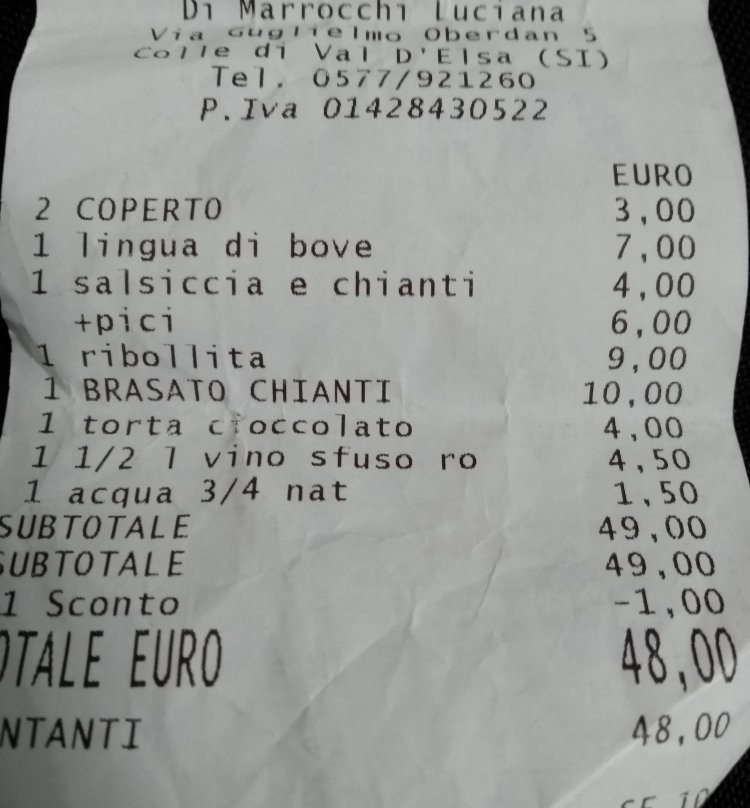 Di Marrocchi Luciana
Via Guglielmo Oberdan 5
Colle di Val D'Elsa (SI)
Tel. 0577/921260
P.Iva 01428430522
EURO
2 COPERTO 3,00
1 lingua di bove 7,00
1 salsiccia e chianti 4,00
+pici 6,00
1 ribollita 9,00
1 BRASATO CHIANTI 10,00
1 torta cioccolato 4,00
1 1/2 l vino sfuso ro 4,50
1 acqua 3/4 nat 1,50
SUBTOTALE 49,00
SUBTOTALE 49,00
1 Sconto -1,00
OTALE EURO 48,00
NTANTI 48,00